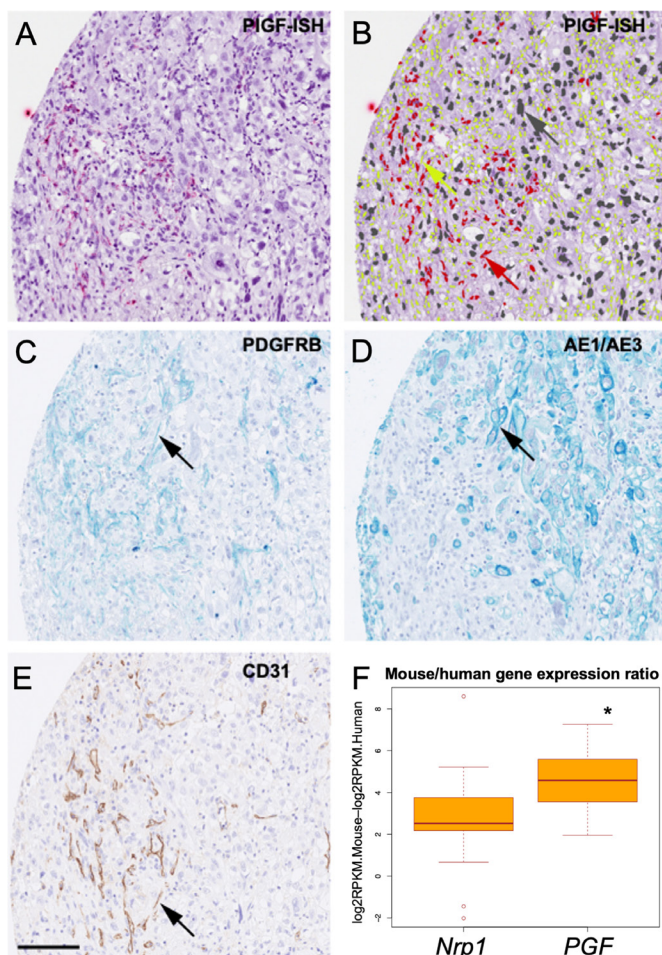 A
PlGF-ISH
B
PlGF-ISH
C
PDGFRB
D
AE1/AE3
E
CD31
F
Mouse/human gene expression ratio
log2RPKM.Mouse–log2RPKM.Human
8
6
4
2
0
-2
*
Nrp1
PGF